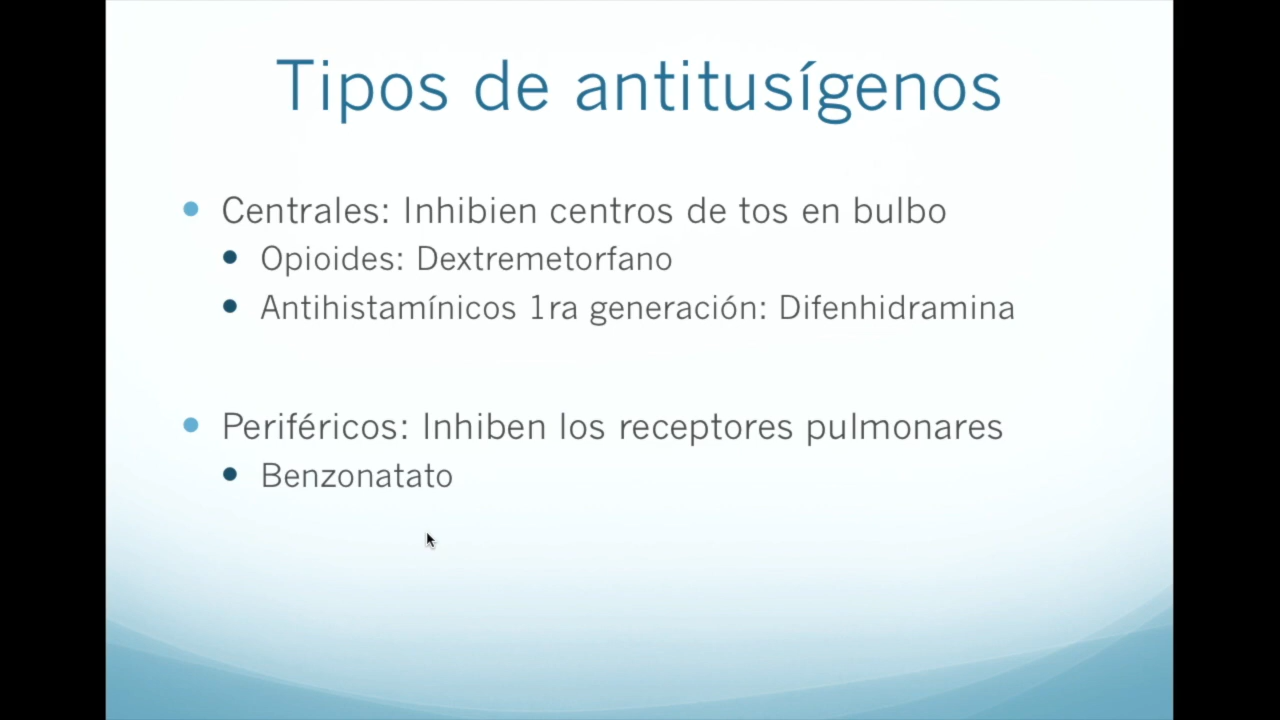 Tipos de antitusígenos
Centrales: Inhibien centros de tos en bulbo
Opioides: Dextremetorfano
Antihistamínicos 1ra generación: Difenhidramina
Periféricos: Inhiben los receptores pulmonares
Benzonatato